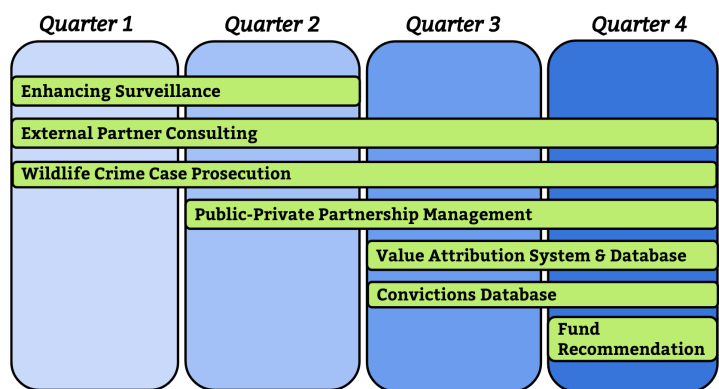 Quarter 1
Quarter 2
Quarter 3
Quarter 4
Enhancing Surveillance
External Partner Consulting
Wildlife Crime Case Prosecution
Public-Private Partnership Management
Value Attribution System & Database
Convictions Database
Fund
Recommendation